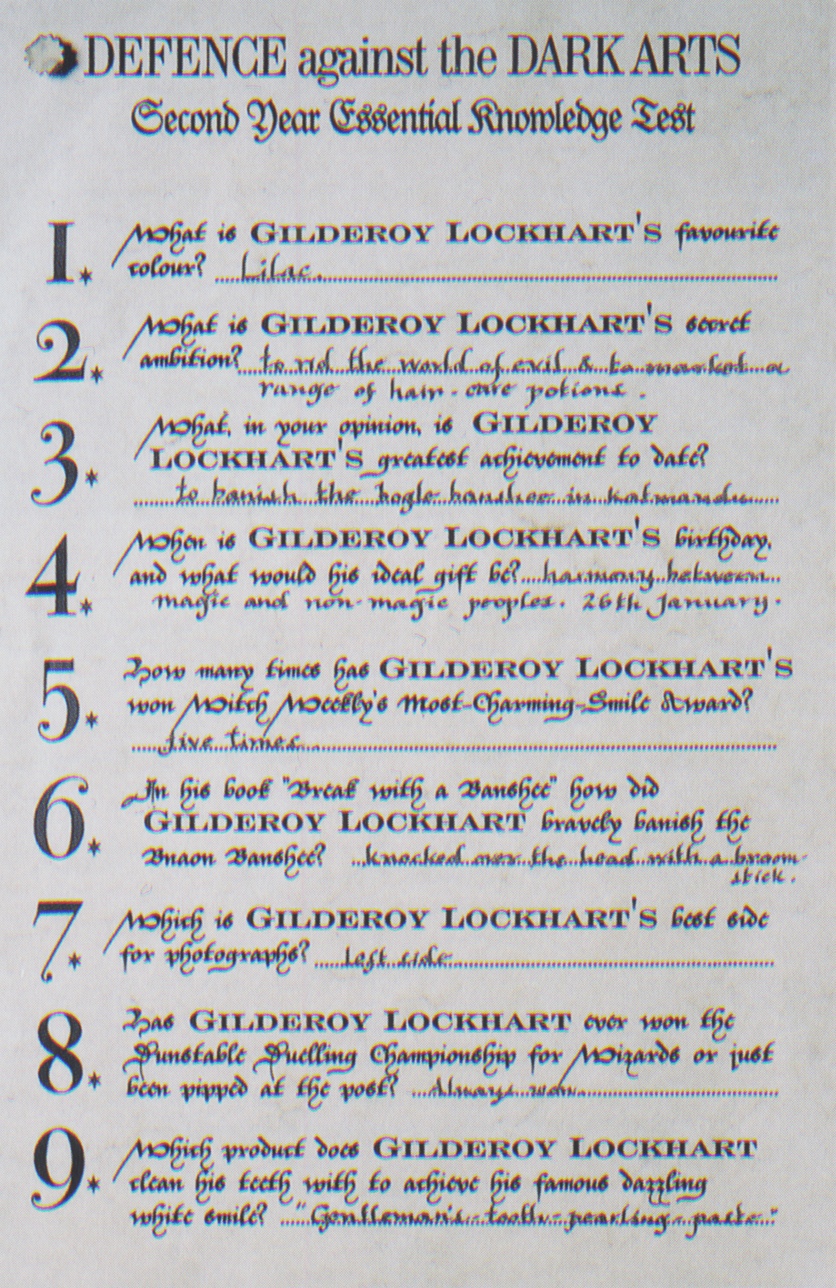 DEFENCE against the DARK ARTS
Second Year Essential Knowledge Test
1. What is GILDEROY LOCKHART'S favourite
colour? Lilac.
2. What is GILDEROY LOCKHART'S secret
ambition? to rid the world of evil & to market a
range of hair-care potions.
3. What, in your opinion, is GILDEROY
LOCKHART'S greatest achievement to date?
to banish the bogle banshee in Katmandu
4. When is GILDEROY LOCKHART'S birthday,
and what would his ideal gift be? harmony between
magic and non-magic peoples. 26th January.
5. How many times has GILDEROY LOCKHART'S
won Witch Weekly's Most-Charming-Smile Award?
five times
6. In his book "Break with a Banshee" how did
GILDEROY LOCKHART bravely banish the
Bnaon Banshee? knocked over the head with a broom-
stick.
7. Which is GILDEROY LOCKHART'S best side
for photographs? left side
8. Has GILDEROY LOCKHART ever won the
Dunstable Duelling Championship for Wizards or just
been pipped at the post? Always won
9. Which product does GILDEROY LOCKHART
clean his teeth with to achieve his famous dazzling
white smile? "Gentleman's-tooth-pearling-paste"